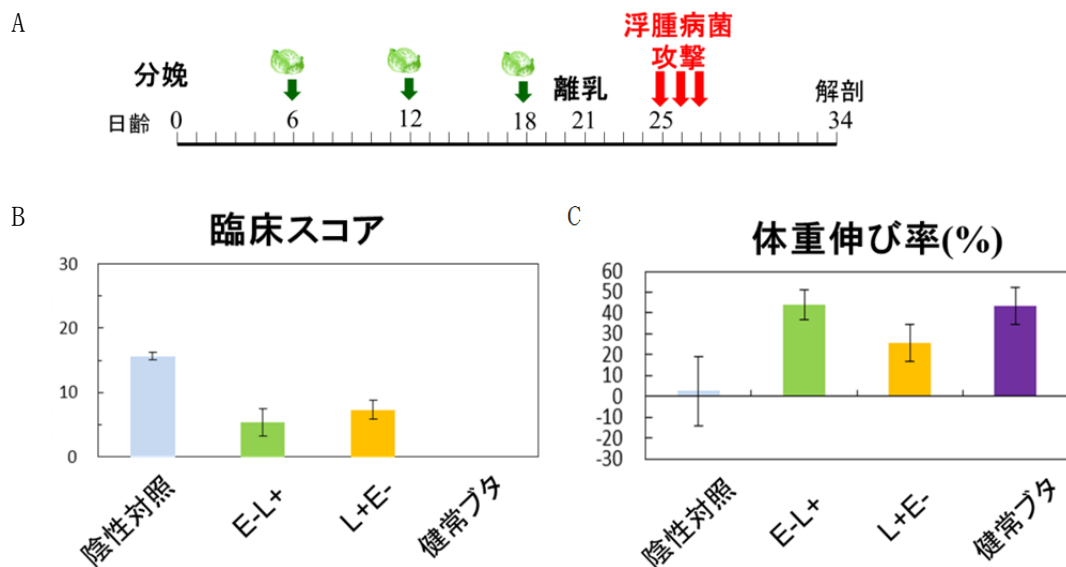 A
浮腫病菌
攻撃
分娩
離乳
解剖
日齢 0 6 12 18 21 25 34
B
臨床スコア
30
20
10
0
陰性対照
E-L+
L+E-
健常ブタ
C
体重伸び率(%)
60
50
40
30
20
10
0
-10
-20
-30
陰性対照
E-L+
L+E-
健常ブタ